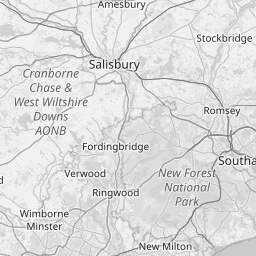 Amesbury
Stockbridge
Salisbury
Cranborne
Chase &
West Wiltshire
Downs
AONB
Romsey
Fordingbridge
Southa
Verwood
New Forest
National
Park
Ringwood
Wimborne
Minster
New Milton